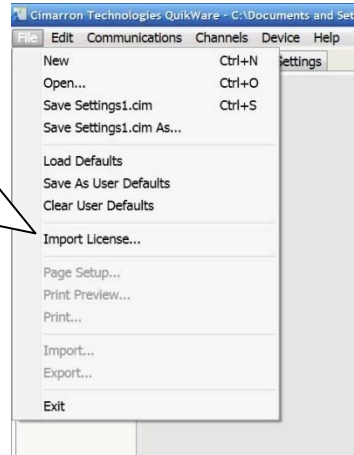 Cimarron Technologies QuikWare - C:\Documents and Set
File Edit Communications Channels Device Help
Settings
New Ctrl+N
Open... Ctrl+O
Save Settings1.cim Ctrl+S
Save Settings1.cim As...
Load Defaults
Save As User Defaults
Clear User Defaults
Import License...
Page Setup...
Print Preview...
Print...
Import...
Export...
Exit